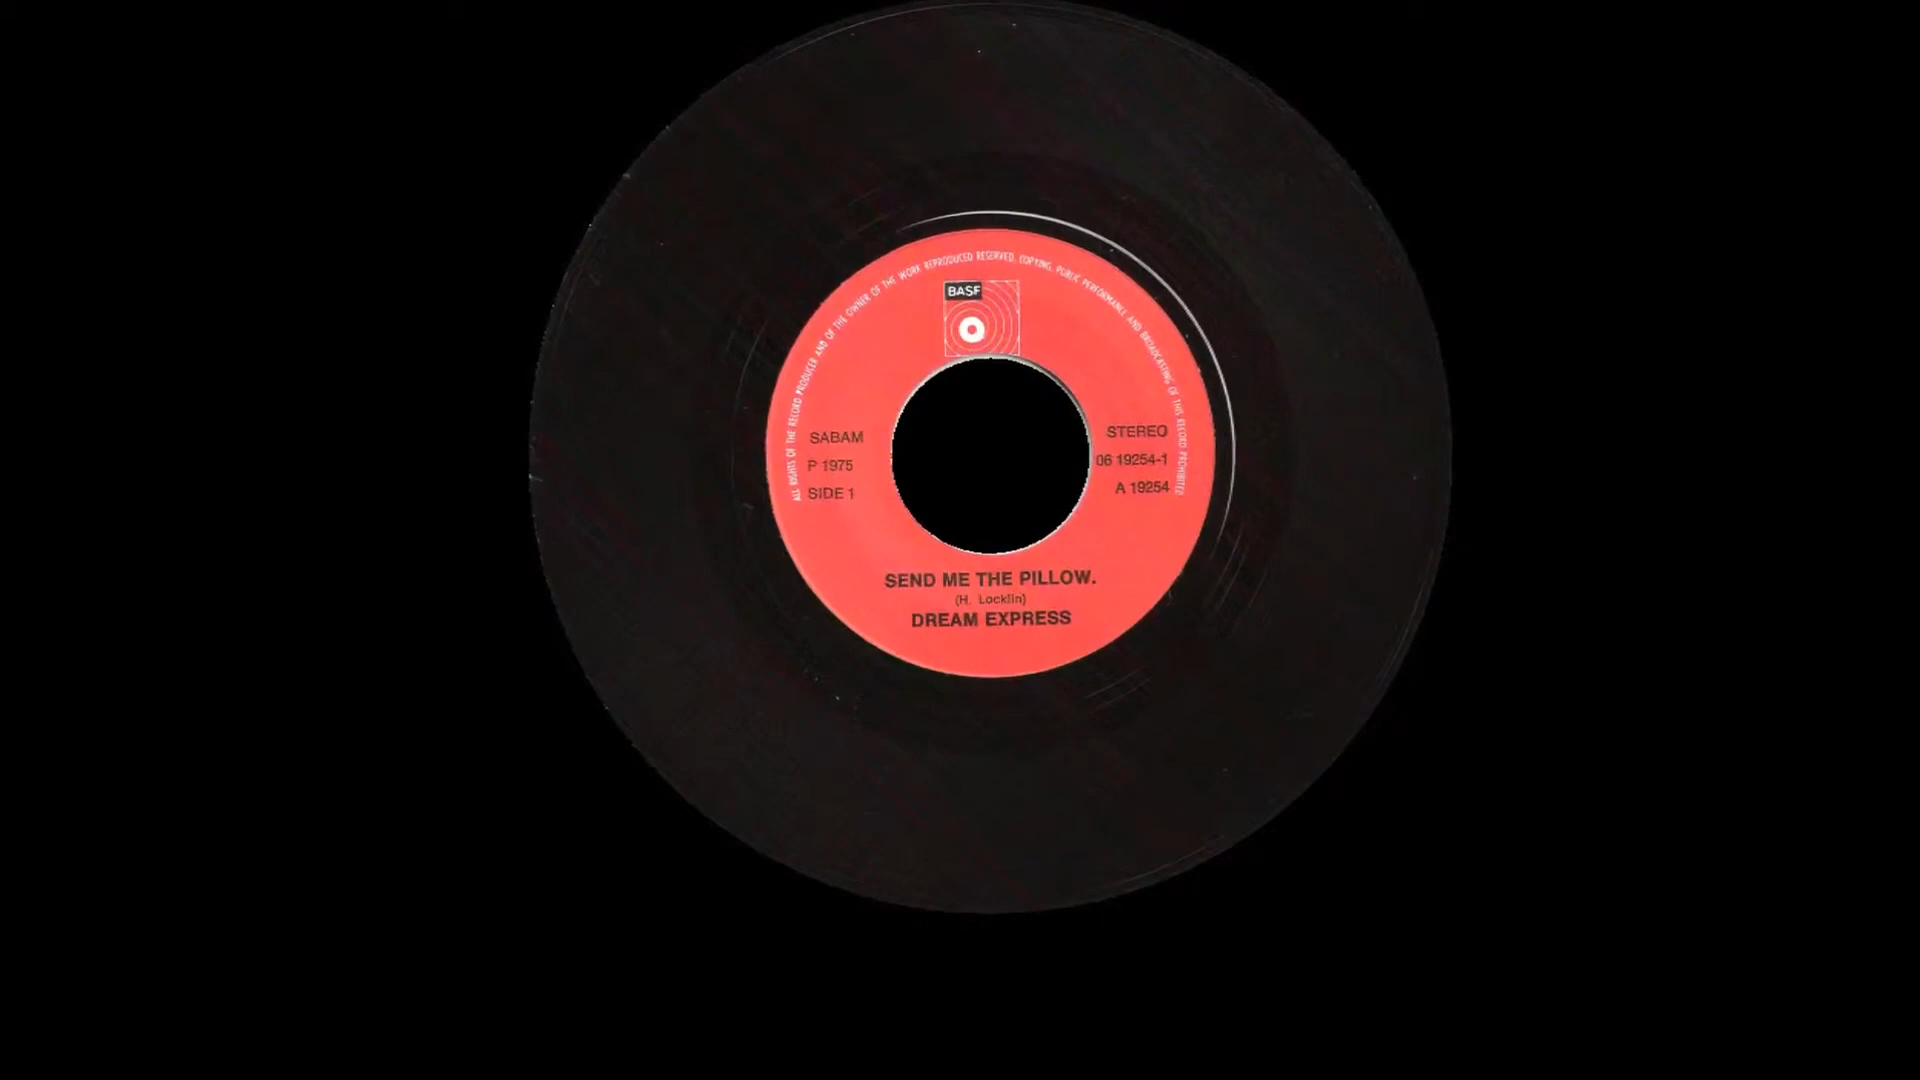 ALL RIGHTS OF THE RECORD PRODUCER AND OF THE OWNER OF THE WORK REPRODUCED RESERVED. COPYING, PUBLIC PERFORMANCE AND BROADCASTING OF THIS RECORD PROHIBITED
BASF
SABAM
P 1975
SIDE 1
STEREO
06 19254-1
A 19254
SEND ME THE PILLOW.
(H. Locklin)
DREAM EXPRESS